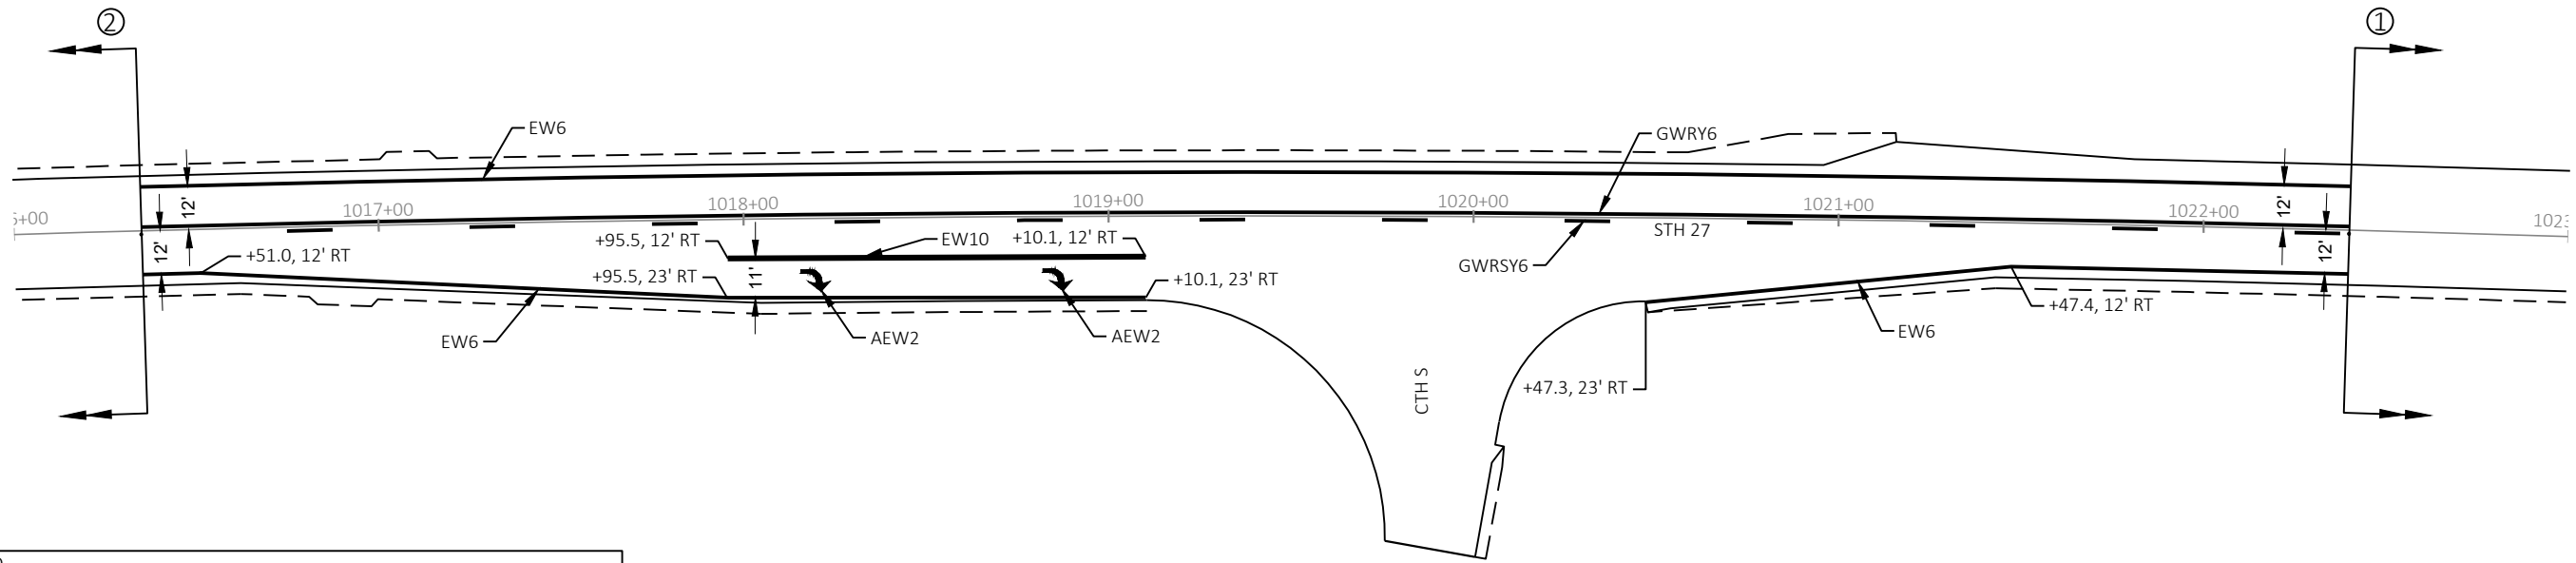 ② ①
EW6
GWRY6
12'
1017+00
1018+00
1019+00
1020+00
1021+00
1022+00
12'
+00
12'
+95.5, 12' RT
EW10
+10.1, 12' RT
STH 27
12'
+51.0, 12' RT
11'
GWRSY6
+95.5, 23' RT
+10.1, 23' RT
+47.4, 12' RT
EW6
AEW2
AEW2
EW6
CTH S
+47.3, 23' RT